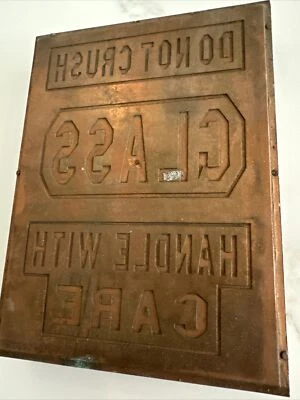 DO NOT CRUSH
GLASS
HANDLE WITH
CARE